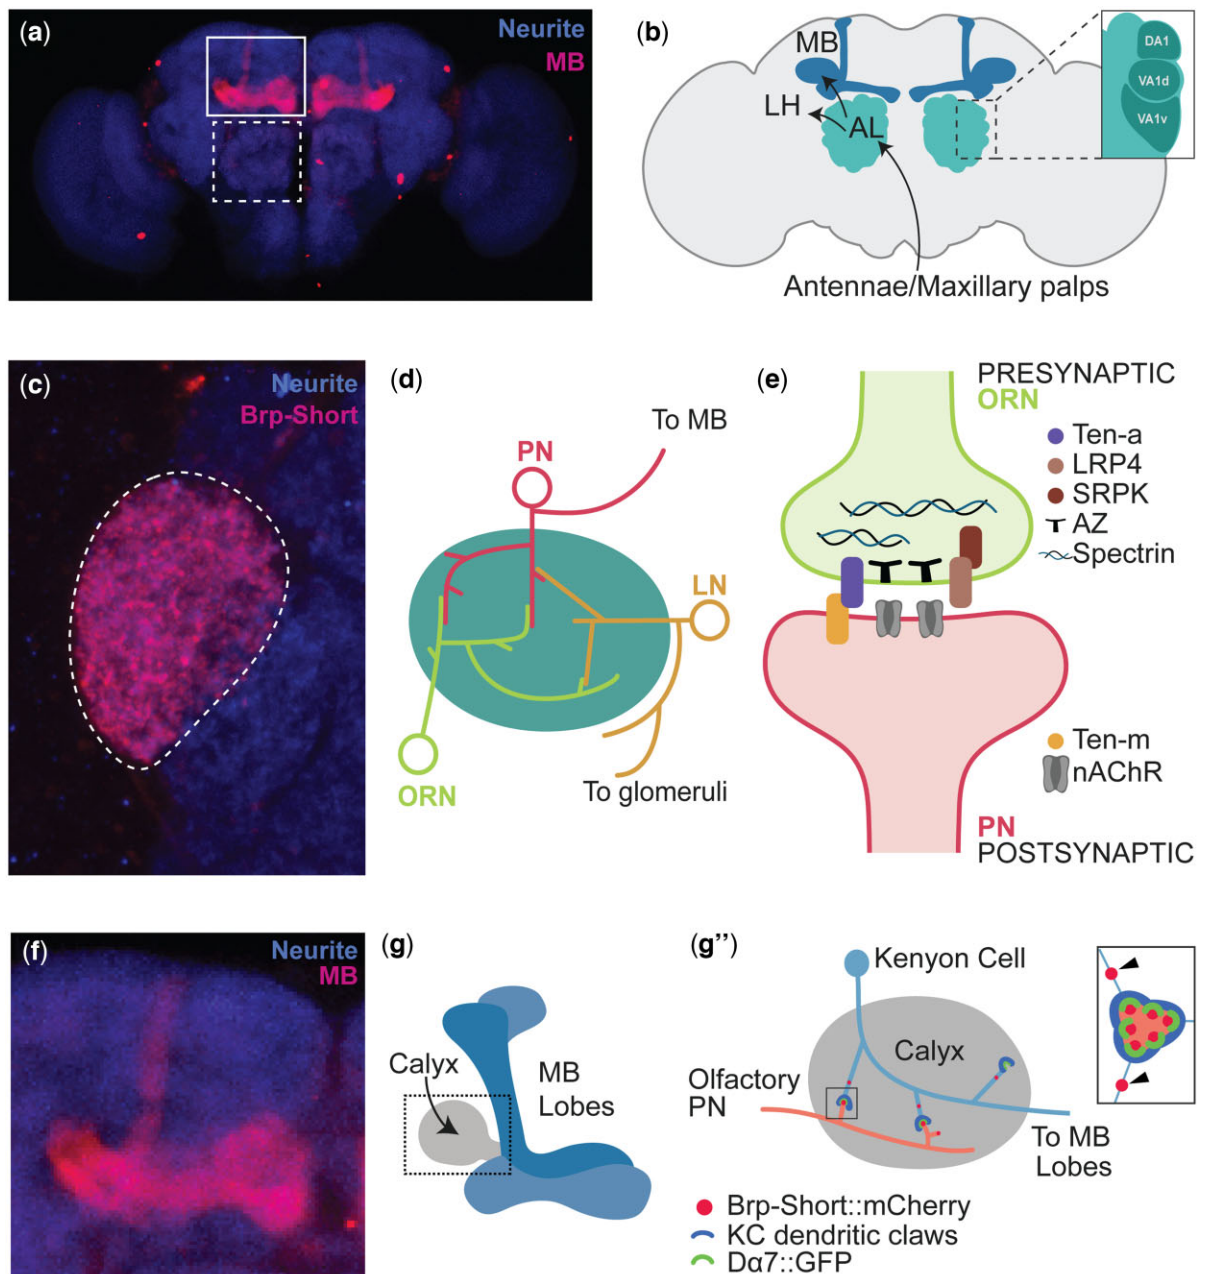 (a)
Neurite
MB
(b)
MB
LH
AL
DA1
VA1d
VA1v
Antennae/Maxillary palps
(c)
Neurite
Brp-Short
(d)
To MB
PN
LN
ORN
To glomeruli
(e)
PRESYNAPTIC
ORN
Ten-a
LRP4
SRPK
AZ
Spectrin
Ten-m
nAChR
PN
POSTSYNAPTIC
(f)
Neurite
MB
(g)
Calyx
MB
Lobes
(g’’)
Kenyon Cell
Calyx
Olfactory
PN
To MB
Lobes
Brp-Short::mCherry
KC dendritic claws
Dα7::GFP